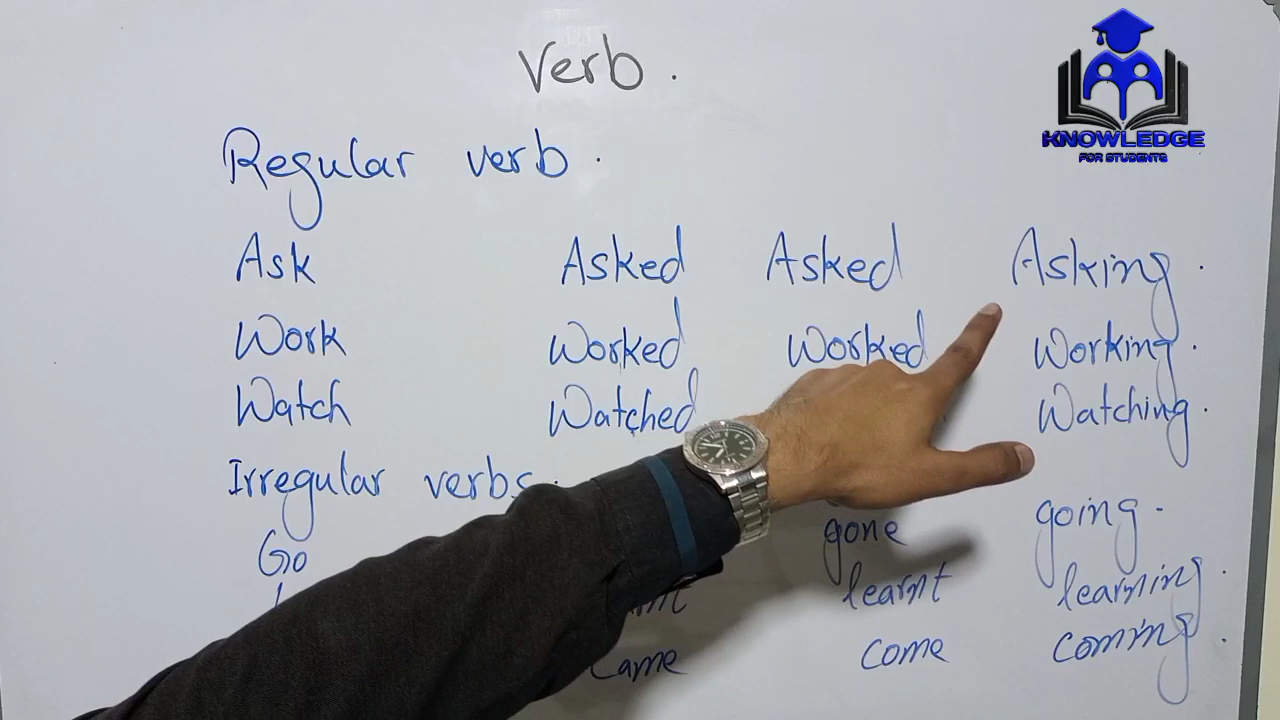 Verb.
KNOWLEDGE
FOR STUDENTS
Regular verb.
Ask Asked Asked Asking.
Work Worked Worked Working.
Watch Watched Watching.
Irregular verbs.
Go gone going.
learnt learning.
Came come coming.